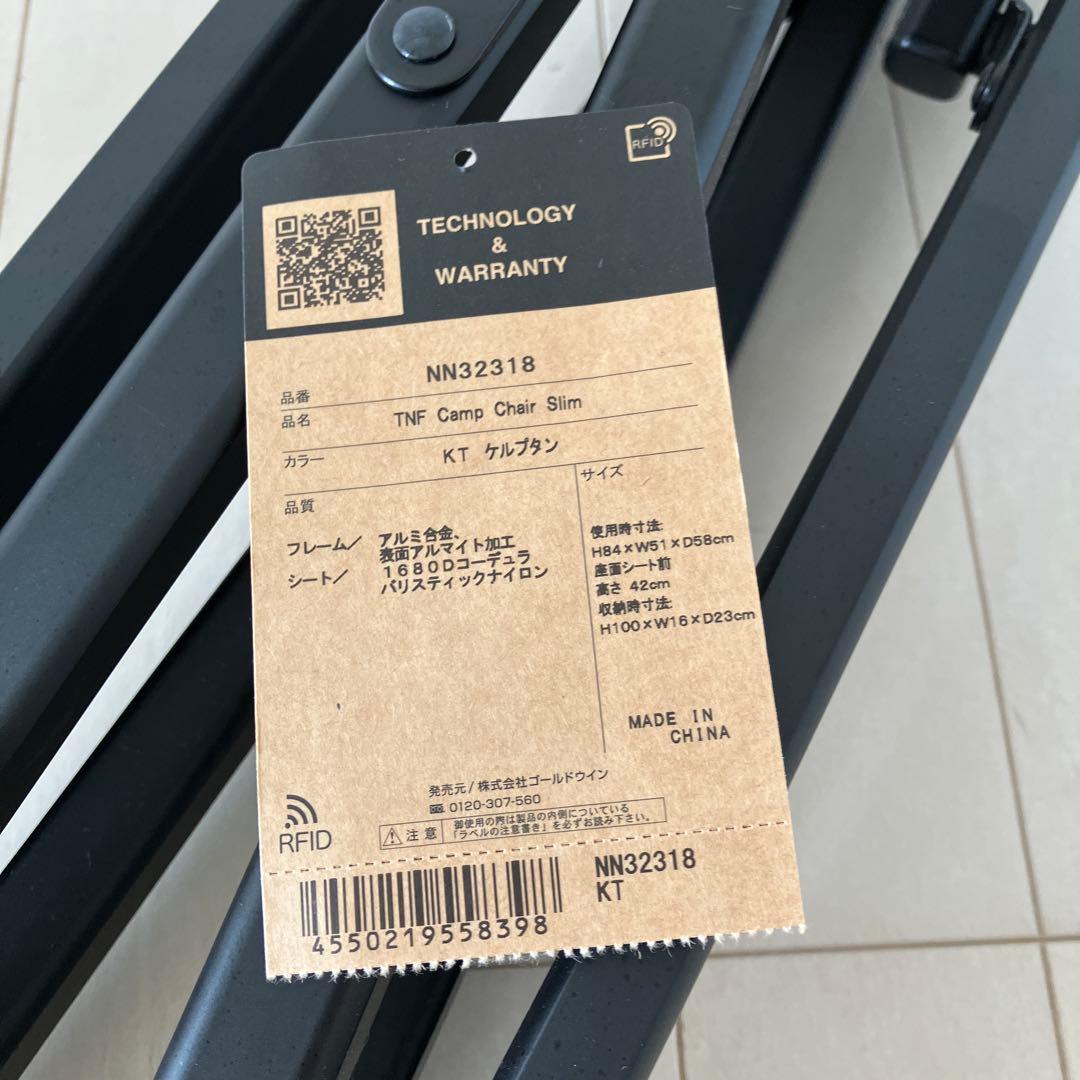 RFID
TECHNOLOGY
&
WARRANTY
品番 NN32318
品名 TNF Camp Chair Slim
カラー KT ケルプタン
品質
フレーム/ アルミ合金、
表面アルマイト加工
シート/ 1680Dコーデュラ
バリスティックナイロン
サイズ
使用時寸法:
H84×W51×D58cm
座面シート前
高さ 42cm
収納時寸法:
H100×W16×D23cm
MADE IN
CHINA
発売元/株式会社ゴールドウイン
0120-307-560
RFID
注意
御使用の際は製品の内側についている
「ラベルの注意書き」を必ずお読み下さい。
4550219558398
NN32318
KT